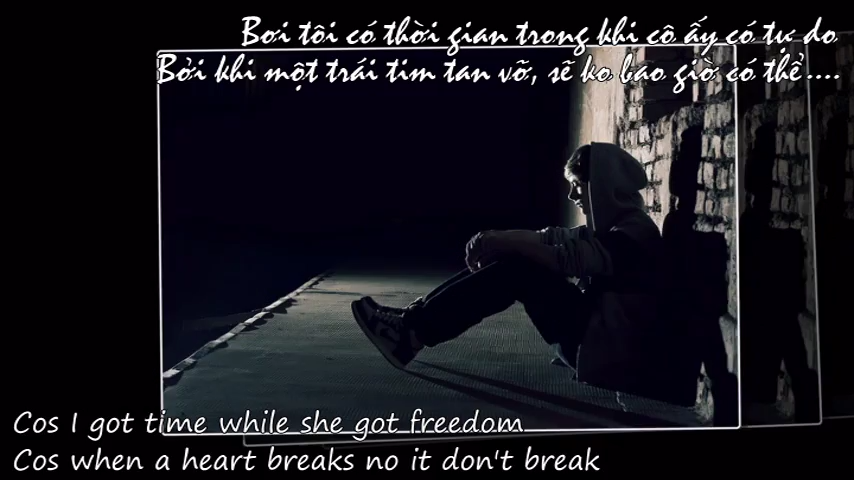 Bơi tôi có thời gian trong khi cô ấy có tự do
Bởi khi một trái tim tan vỡ, sẽ ko bao giờ có thể....
Cos I got time while she got freedom
Cos when a heart breaks no it don't break